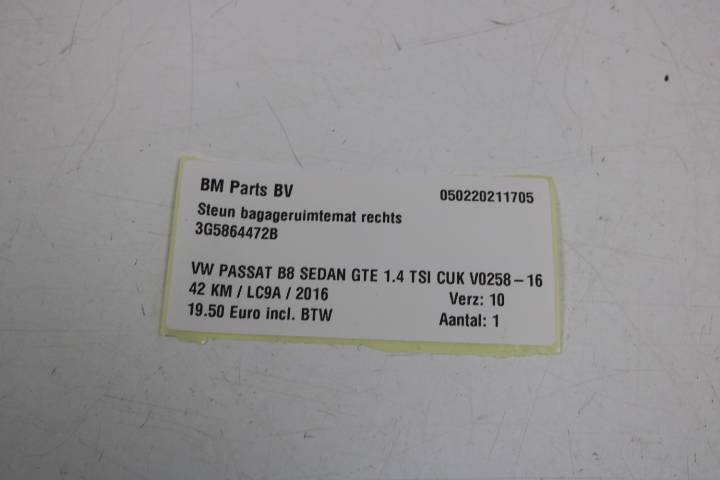 BM Parts BV 050220211705
Steun bagageruimtemat rechts
3G5864472B
VW PASSAT B8 SEDAN GTE 1.4 TSI CUK V0258-16
42 KM / LC9A / 2016 Verz: 10
19.50 Euro incl. BTW Aantal: 1